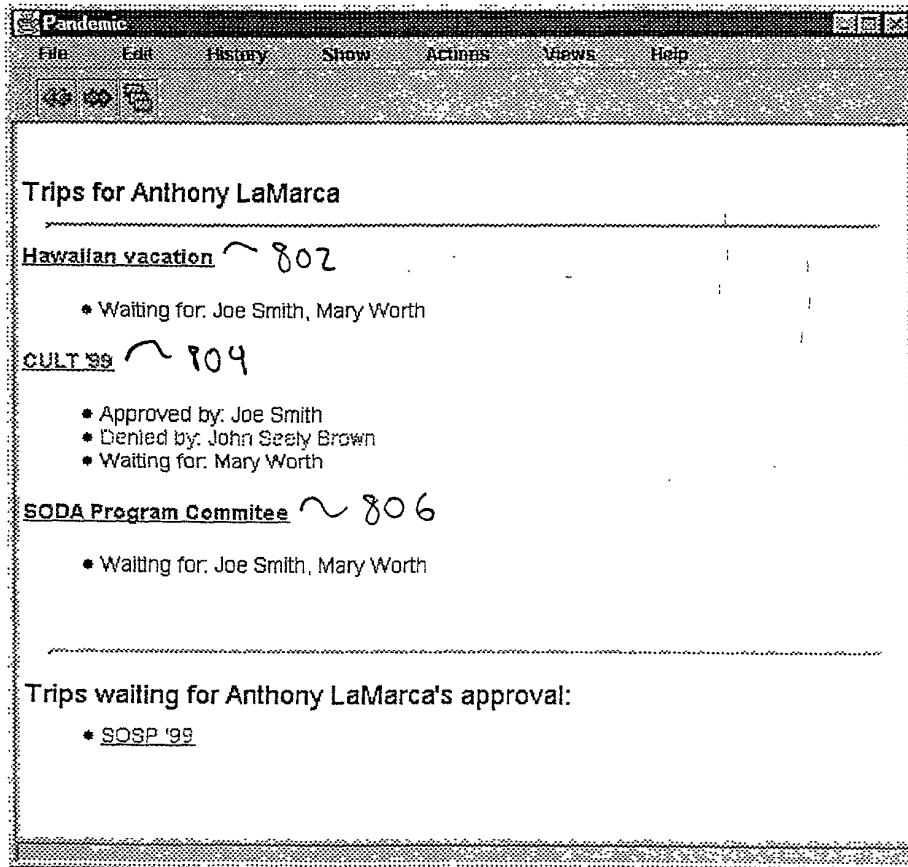 Pandemic
File Edit History Show Actions Views Help
Trips for Anthony LaMarca
Hawaiian vacation 802
• Waiting for: Joe Smith, Mary Worth
CULT '99 804
• Approved by: Joe Smith
• Denied by: John Seely Brown
• Waiting for: Mary Worth
SODA Program Commitee 806
• Waiting for: Joe Smith, Mary Worth
Trips waiting for Anthony LaMarca's approval:
• SOSP '99